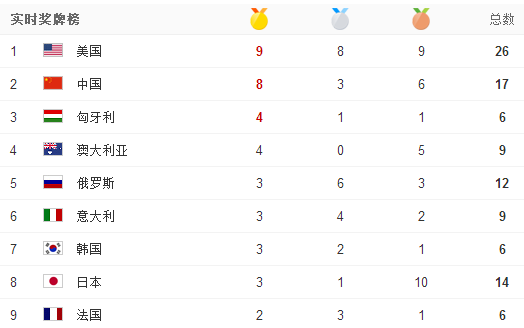 实时奖牌榜 总数
1 美国 9 8 9 26
2 中国 8 3 6 17
3 匈牙利 4 1 1 6
4 澳大利亚 4 0 5 9
5 俄罗斯 3 6 3 12
6 意大利 3 4 2 9
7 韩国 3 2 1 6
8 日本 3 1 10 14
9 法国 2 3 1 6